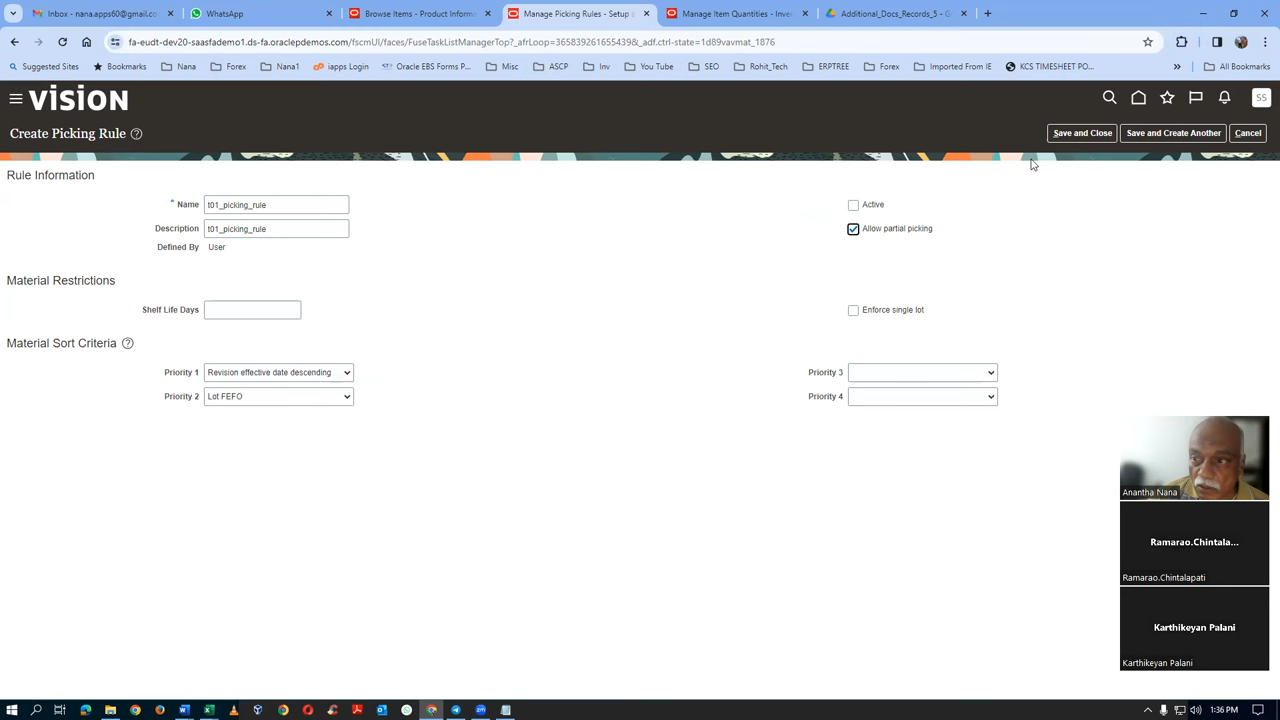 Inbox - nana.apps60@gmail.co
WhatsApp
Browse Items - Product Informa
Manage Picking Rules - Setup a
Manage Item Quantities - Inven
Additional_Docs_Records_5 - G
fa-eudt-dev20-saasfademo1.ds-fa.oraclepdemos.com/fscmUI/faces/FuseTaskListManagerTop?_afrLoop=365839261655439&_adf.ctrl-state=1d89vavmat_1876
Suggested Sites
Bookmarks
Nana
Forex
Nana1
iapps Login
Oracle EBS Forms P...
Misc
ASCP
Inv
You Tube
SEO
Rohit_Tech
ERPTREE
Forex
Imported From IE
KCS TIMESHEET PO...
»
All Bookmarks
VISION
SS
Create Picking Rule
Save and Close
Save and Create Another
Cancel
Rule Information
* Name t01_picking_rule
Active
Description t01_picking_rule
Allow partial picking
Defined By User
Material Restrictions
Shelf Life Days
Enforce single lot
Material Sort Criteria
Priority 1 Revision effective date descending
Priority 3
Priority 2 Lot FEFO
Priority 4
Anantha Nana
Ramarao.Chintala...
Ramarao.Chintalapati
Karthikeyan Palani
Karthikeyan Palani
1:36 PM